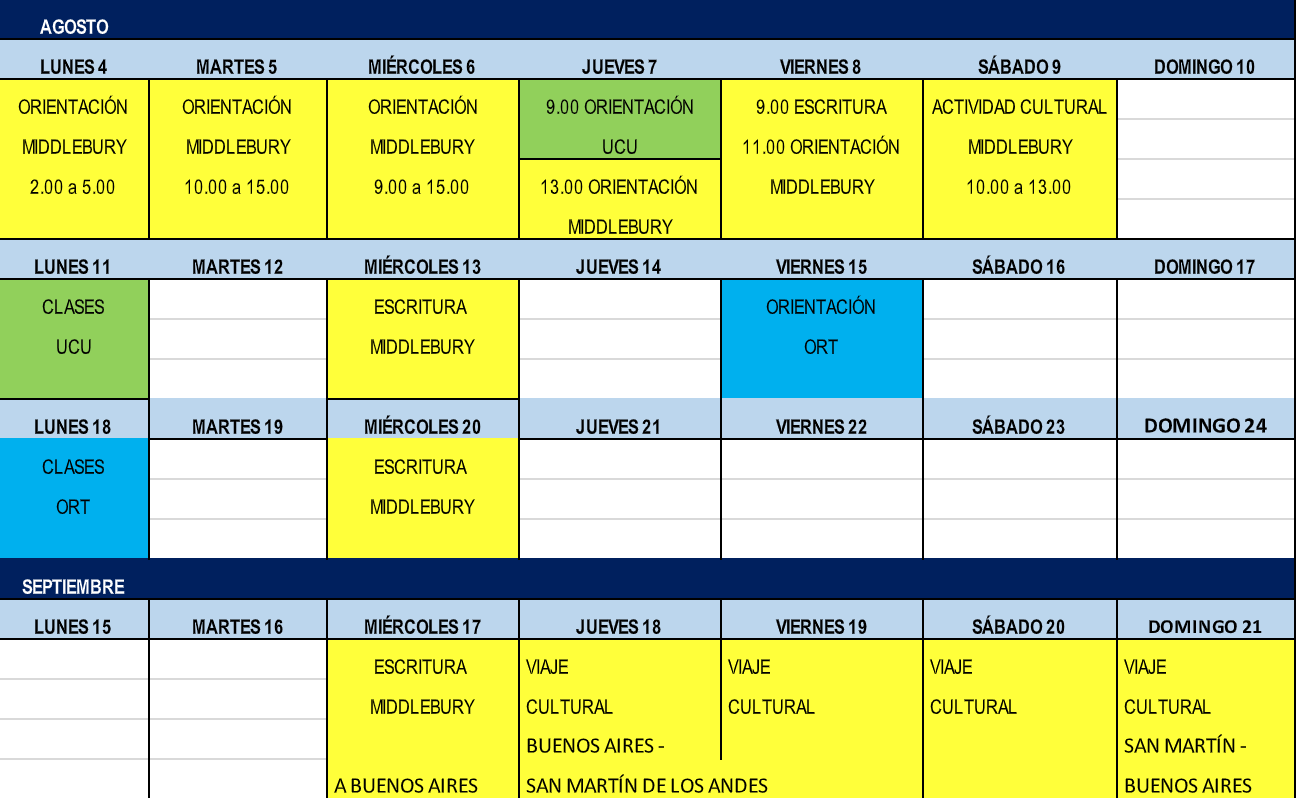 AGOSTO
LUNES 4 MARTES 5 MIÉRCOLES 6 JUEVES 7 VIERNES 8 SÁBADO 9 DOMINGO 10
ORIENTACIÓN ORIENTACIÓN ORIENTACIÓN 9.00 ORIENTACIÓN 9.00 ESCRITURA ACTIVIDAD CULTURAL
MIDDLEBURY MIDDLEBURY MIDDLEBURY UCU 11.00 ORIENTACIÓN MIDDLEBURY
2.00 a 5.00 10.00 a 15.00 9.00 a 15.00 13.00 ORIENTACIÓN MIDDLEBURY 10.00 a 13.00
MIDDLEBURY
LUNES 11 MARTES 12 MIÉRCOLES 13 JUEVES 14 VIERNES 15 SÁBADO 16 DOMINGO 17
CLASES ESCRITURA ORIENTACIÓN
UCU MIDDLEBURY ORT
LUNES 18 MARTES 19 MIÉRCOLES 20 JUEVES 21 VIERNES 22 SÁBADO 23 DOMINGO 24
CLASES ESCRITURA
ORT MIDDLEBURY
SEPTIEMBRE
LUNES 15 MARTES 16 MIÉRCOLES 17 JUEVES 18 VIERNES 19 SÁBADO 20 DOMINGO 21
ESCRITURA VIAJE VIAJE VIAJE VIAJE
MIDDLEBURY CULTURAL CULTURAL CULTURAL CULTURAL
BUENOS AIRES - SAN MARTÍN -
A BUENOS AIRES SAN MARTÍN DE LOS ANDES BUENOS AIRES